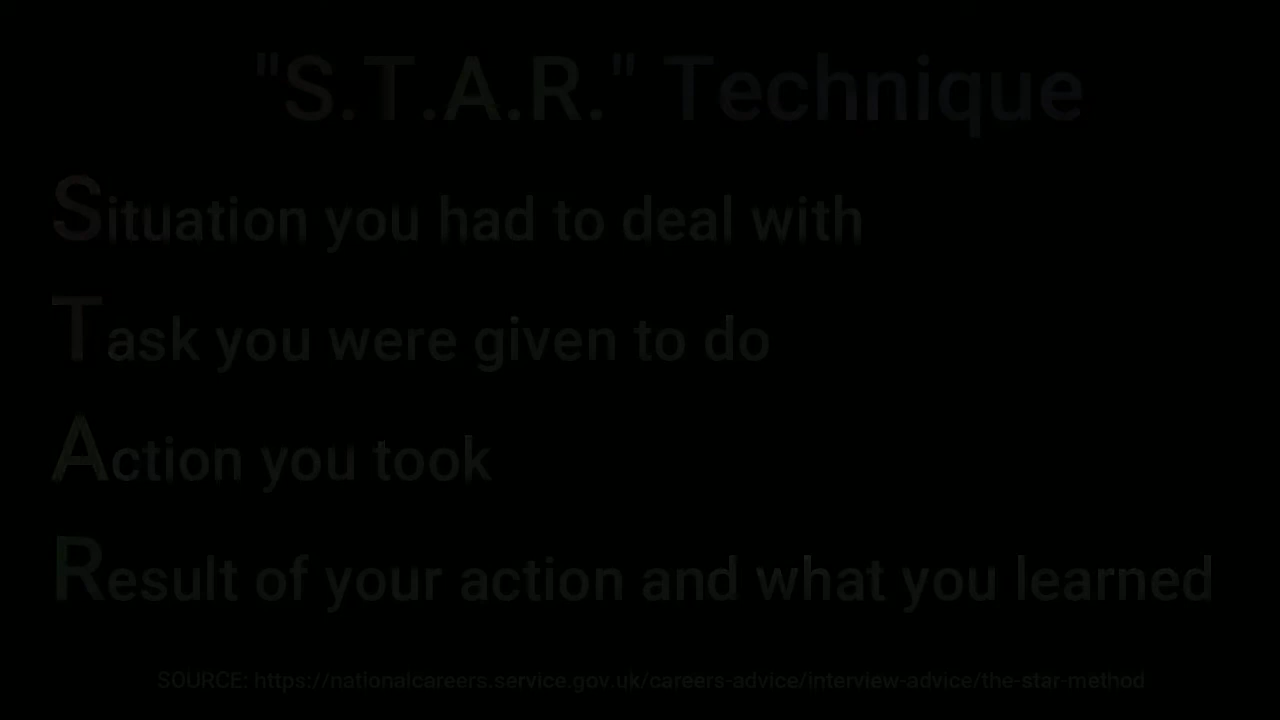 "S.T.A.R." Technique
Situation you had to deal with
Task you were given to do
Action you took
Result of your action and what you learned
SOURCE: https://nationalcareers.service.gov.uk/careers-advice/interview-advice/the-star-method